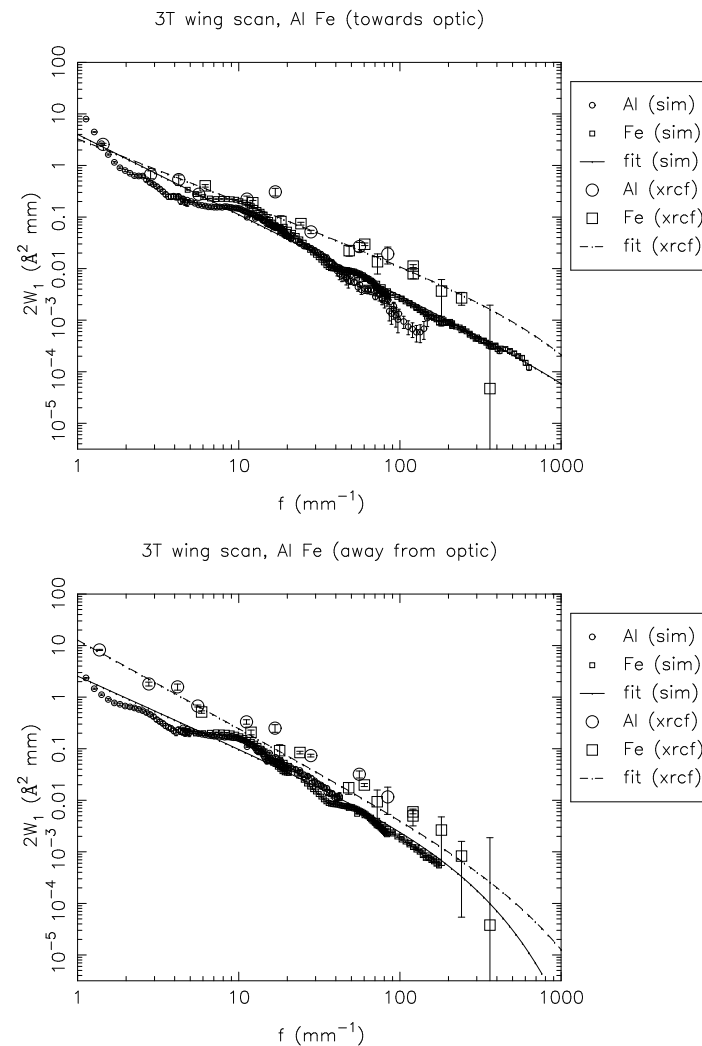 3T wing scan, Al Fe (towards optic)
100
10
1
0.1
0.01
10⁻³
10⁻⁴
10⁻⁵
2W₁ (Å² mm)
1 10 100 1000
f (mm⁻¹)
Al (sim)
Fe (sim)
fit (sim)
Al (xrcf)
Fe (xrcf)
fit (xrcf)
3T wing scan, Al Fe (away from optic)
100
10
1
0.1
0.01
10⁻³
10⁻⁴
10⁻⁵
2W₁ (Å² mm)
1 10 100 1000
f (mm⁻¹)
Al (sim)
Fe (sim)
fit (sim)
Al (xrcf)
Fe (xrcf)
fit (xrcf)